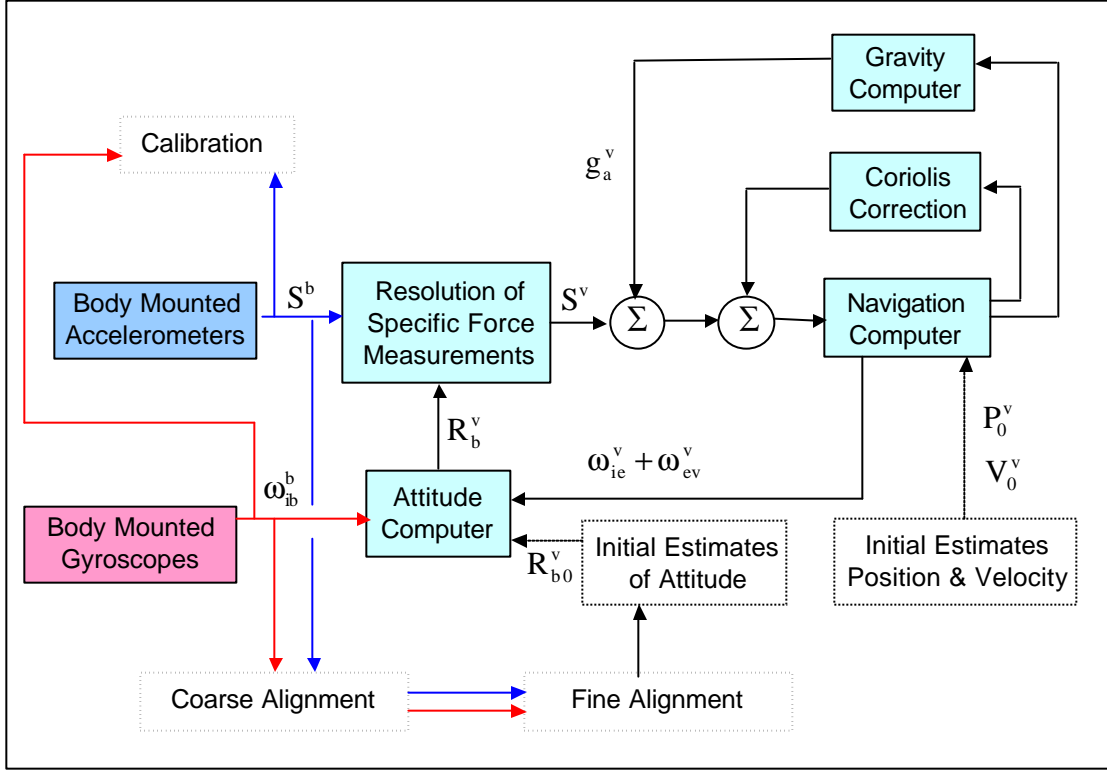 Gravity
Computer
Calibration
g_a^v
Coriolis
Correction
Body Mounted
Accelerometers
S^b
Resolution of
Specific Force
Measurements
S^v
Σ
Σ
Navigation
Computer
R_b^v
P_0^v
V_0^v
ω_ie^v + ω_ev^v
ω_ib^b
Attitude
Computer
Body Mounted
Gyroscopes
R_b0^v
Initial Estimates
of Attitude
Initial Estimates
Position & Velocity
Coarse Alignment
Fine Alignment